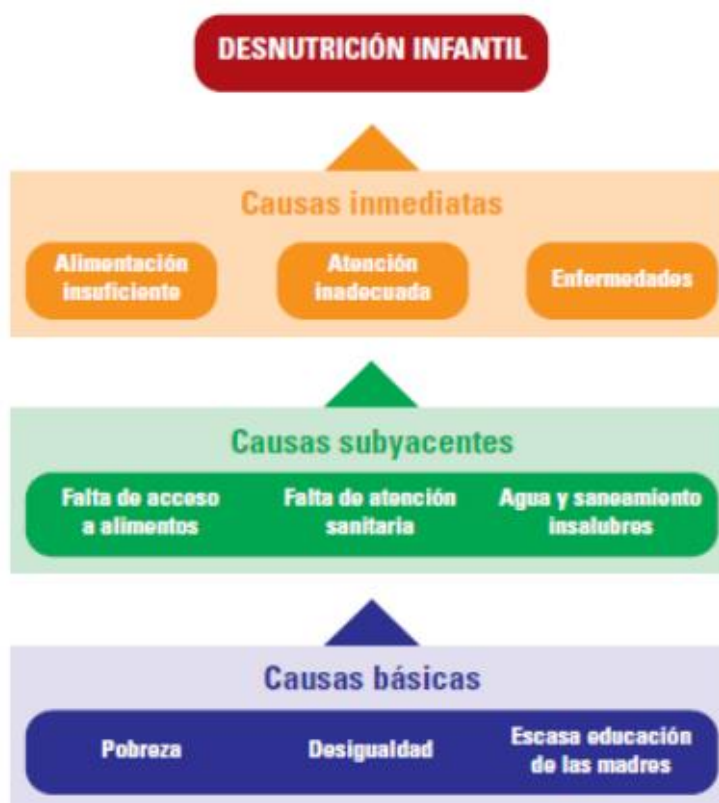 DESNUTRICIÓN INFANTIL
Causas inmediatas
Alimentación
insuficiente
Atención
inadecuada
Enfermedades
Causas subyacentes
Falta de acceso
a alimentos
Falta de atención
sanitaria
Agua y saneamiento
insalubres
Causas básicas
Pobreza
Desigualdad
Escasa educación
de las madres